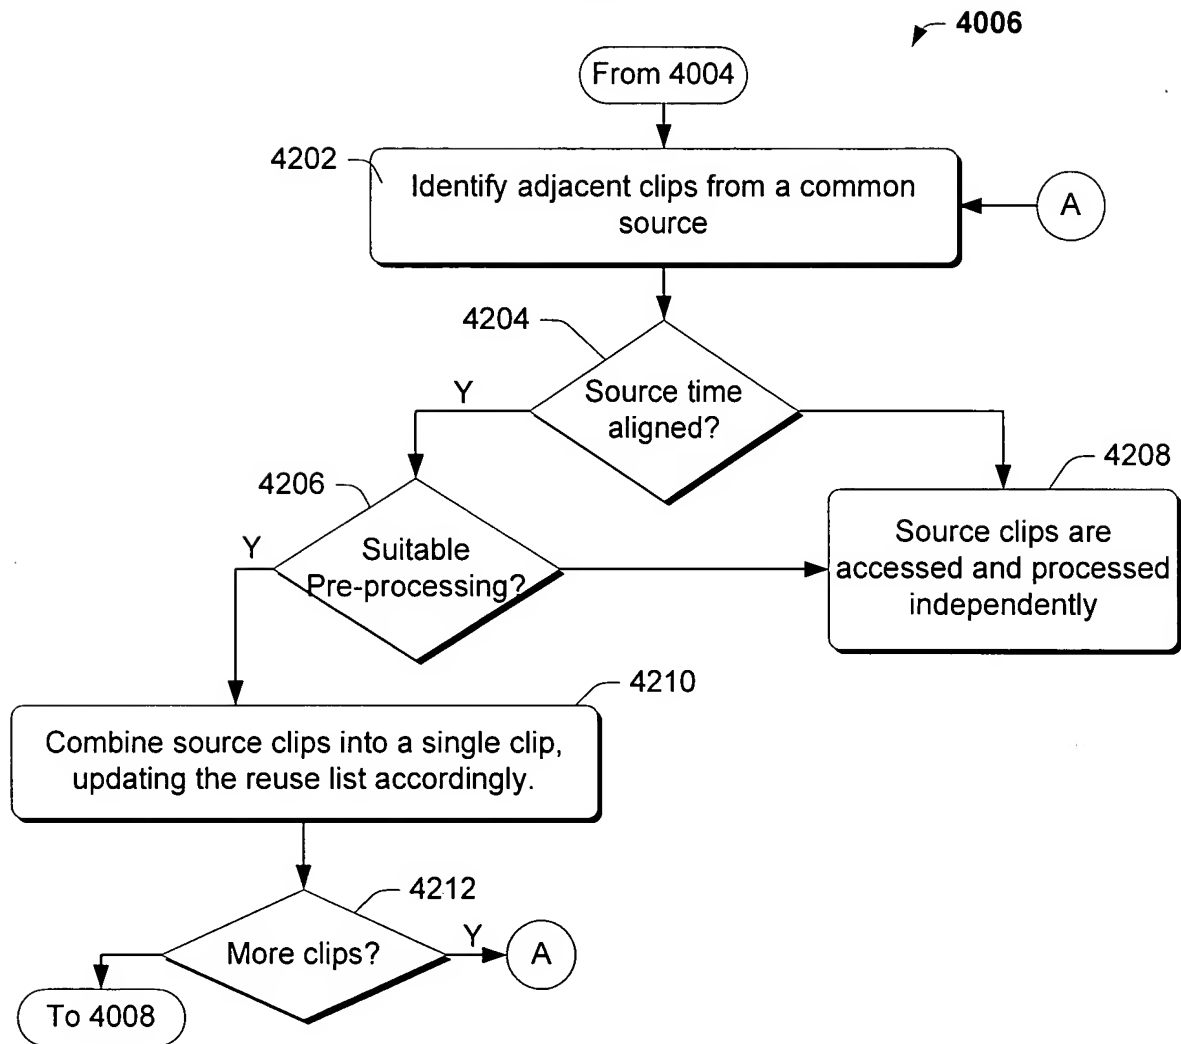 4006
From 4004
4202
Identify adjacent clips from a common
source
A
4204
Source time
aligned?
Y
4206
Suitable
Pre-processing?
Y
4208
Source clips are
accessed and processed
independently
4210
Combine source clips into a single clip,
updating the reuse list accordingly.
4212
More clips?
Y
A
To 4008